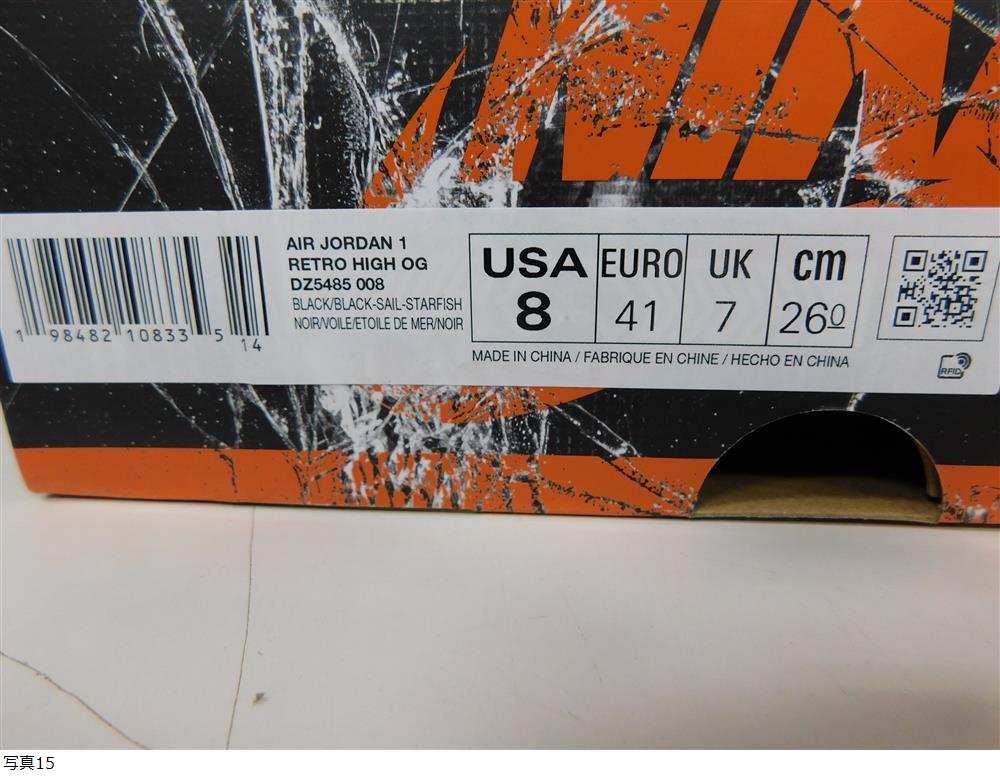 NIK
AIR JORDAN 1
RETRO HIGH OG
DZ5485 008
BLACK/BLACK-SAIL-STARFISH
NOIR/VOILE/ETOILE DE MER/NOIR
1 98482 10833 5 14
USA EURO UK cm
8 41 7 260
MADE IN CHINA / FABRIQUE EN CHINE / HECHO EN CHINA
RFID
写真15